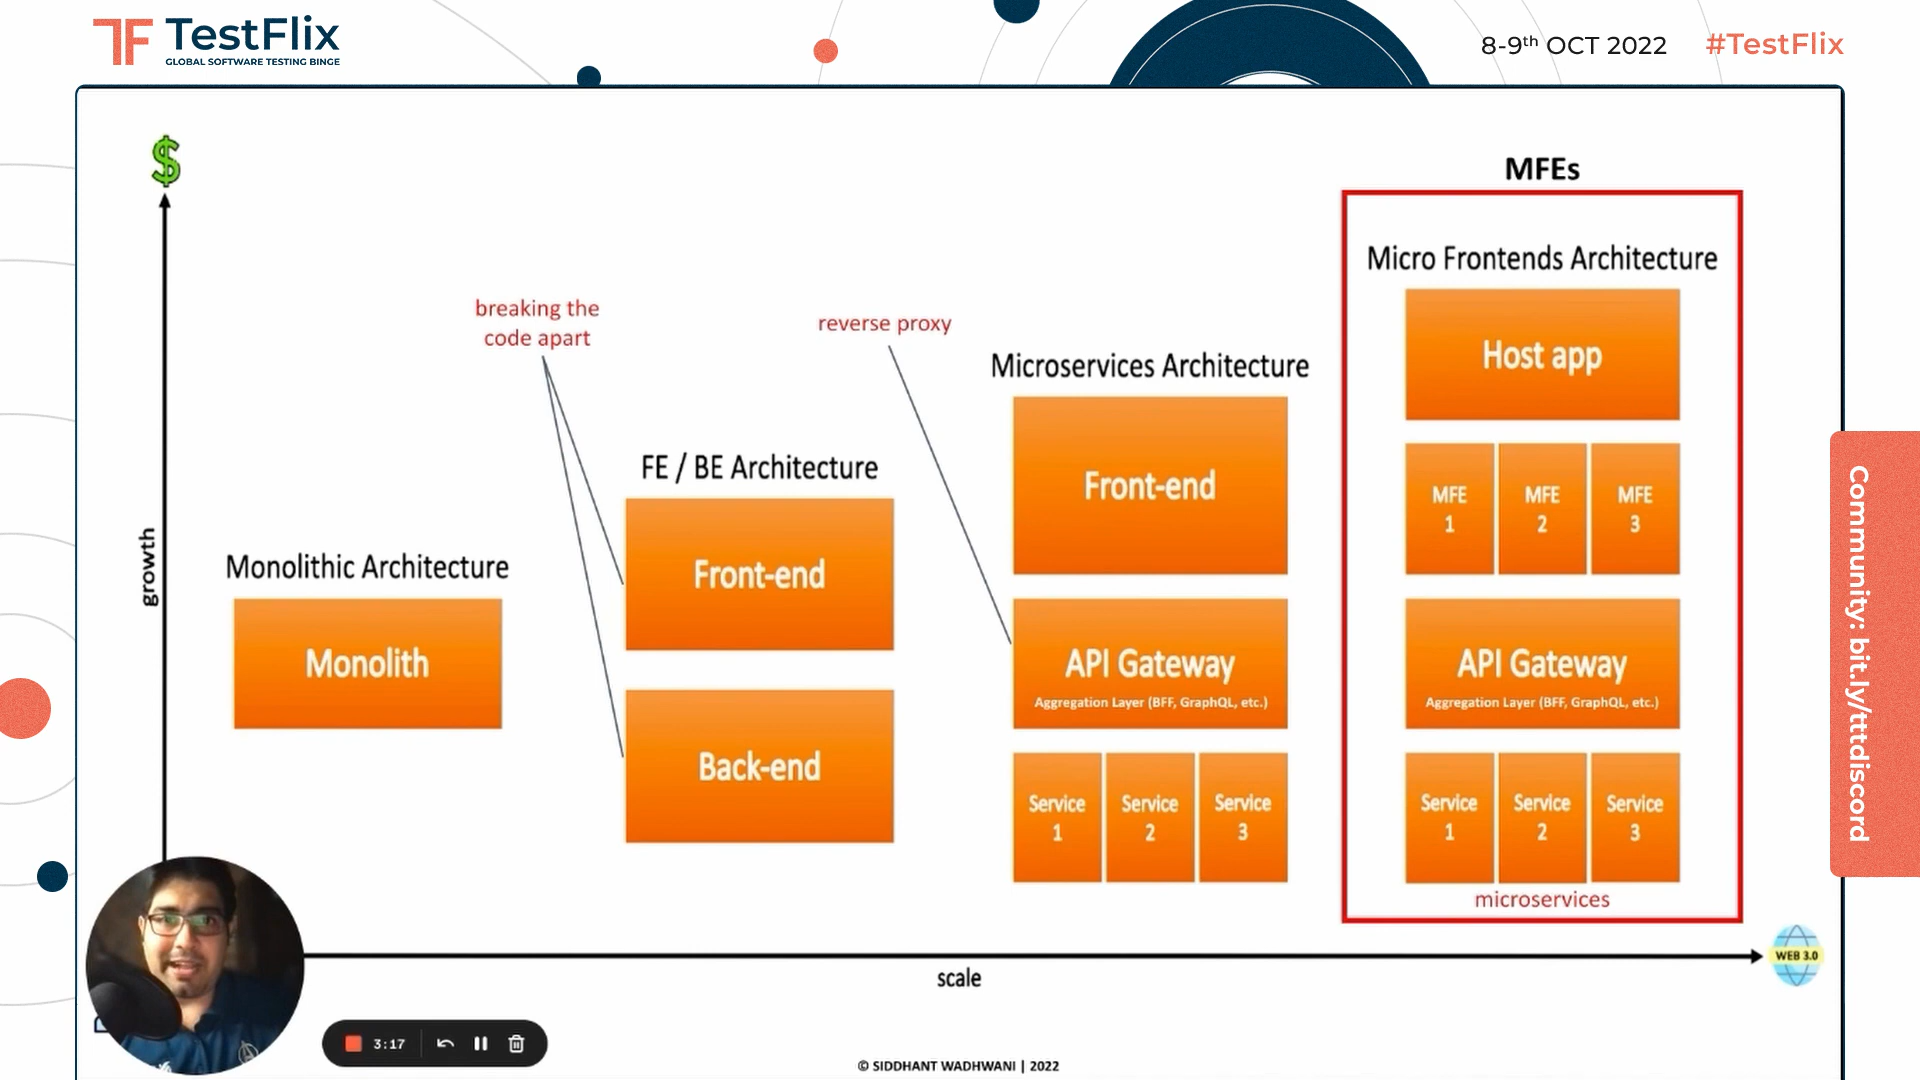 TF TestFlix
GLOBAL SOFTWARE TESTING BINGE
8-9th OCT 2022
#TestFlix
$
MFEs
Micro Frontends Architecture
Host app
MFE 1
MFE 2
MFE 3
API Gateway
Aggregation Layer (BFF, GraphQL, etc.)
Service 1
Service 2
Service 3
microservices
breaking the
code apart
reverse proxy
Microservices Architecture
Front-end
API Gateway
Aggregation Layer (BFF, GraphQL, etc.)
Service 1
Service 2
Service 3
FE / BE Architecture
Front-end
Back-end
Monolithic Architecture
Monolith
growth
scale
WEB 3.0
Community: bit.ly/tttdiscord
3:17
© SIDDHANT WADHWANI | 2022